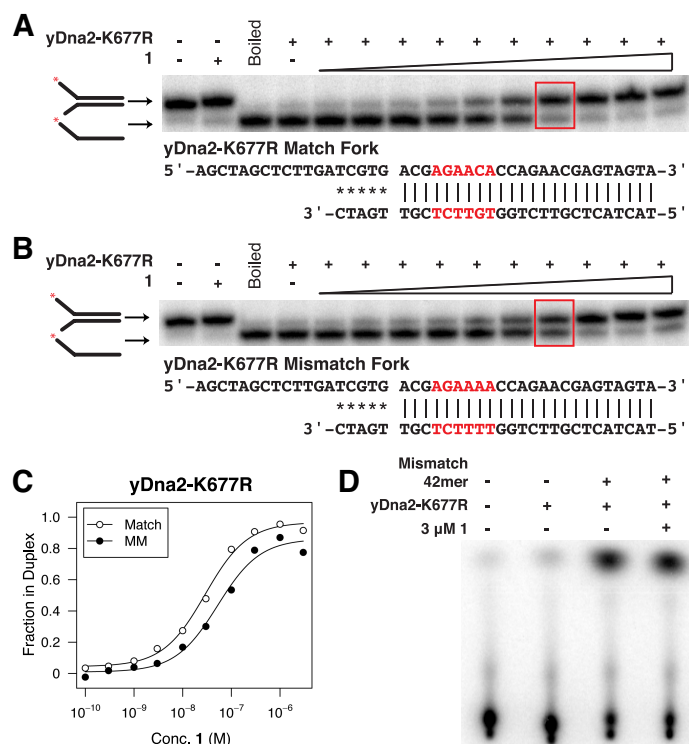 A
yDna2-K677R - - Boiled + + + + + + + + + +
1 - + -
* 
*
yDna2-K677R Match Fork
5'-AGCTAGCTCTTGATCGTG ACGAGAACACCAGAACGAGTAGTA-3'
*****
3'-CTAGT TGCTCTTGTGGTCTTGCTCATCAT-5'
B
yDna2-K677R - - Boiled + + + + + + + + + +
1 - + -
*
*
yDna2-K677R Mismatch Fork
5'-AGCTAGCTCTTGATCGTG ACGAGAAAACCAGAACGAGTAGTA-3'
*****
3'-CTAGT TGCTCTTTTGGTCTTGCTCATCAT-5'
C
yDna2-K677R
Match
MM
Fraction in Duplex
1.0
0.8
0.6
0.4
0.2
0
10⁻¹⁰ 10⁻⁹ 10⁻⁸ 10⁻⁷ 10⁻⁶
Conc. 1 (M)
D
Mismatch
42mer - - + +
yDna2-K677R - + + +
3 µM 1 - - - +